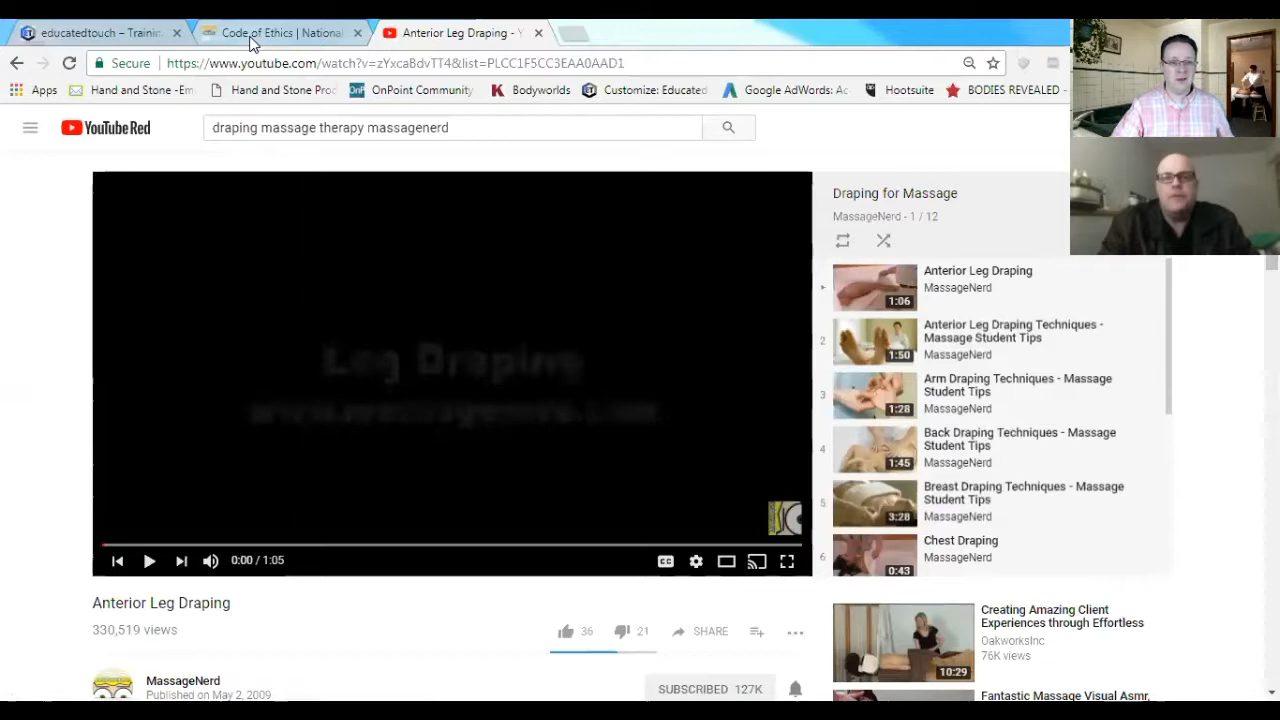 educatedtouch – Trainin
Code of Ethics | National
Anterior Leg Draping - Y
Secure
https://www.youtube.com/watch?v=zYxcaBdvTT4&list=PLCC1F5CC3EAA0AAD1
Apps
Hand and Stone -Em
Hand and Stone Pro
OnPoint Community
Bodyworlds
Customize: Educated
Google AdWords: Ac
Hootsuite
BODIES REVEALED -
YouTube Red
draping massage therapy massagenerd
Draping for Massage
MassageNerd - 1 / 12
Leg Draping
Anterior Leg Draping
MassageNerd
1:06
2
Anterior Leg Draping Techniques -
Massage Student Tips
MassageNerd
1:50
3
Arm Draping Techniques - Massage
Student Tips
MassageNerd
1:28
4
Back Draping Techniques - Massage
Student Tips
MassageNerd
1:45
5
Breast Draping Techniques - Massage
Student Tips
MassageNerd
3:28
6
Chest Draping
MassageNerd
0:43
CC
0:00 / 1:05
Anterior Leg Draping
330,519 views
36
21
SHARE
MassageNerd
Published on May 2, 2009
SUBSCRIBED 127K
Creating Amazing Client
Experiences through Effortless
OakworksInc
76K views
10:29
Fantastic Massage Visual Asmr,